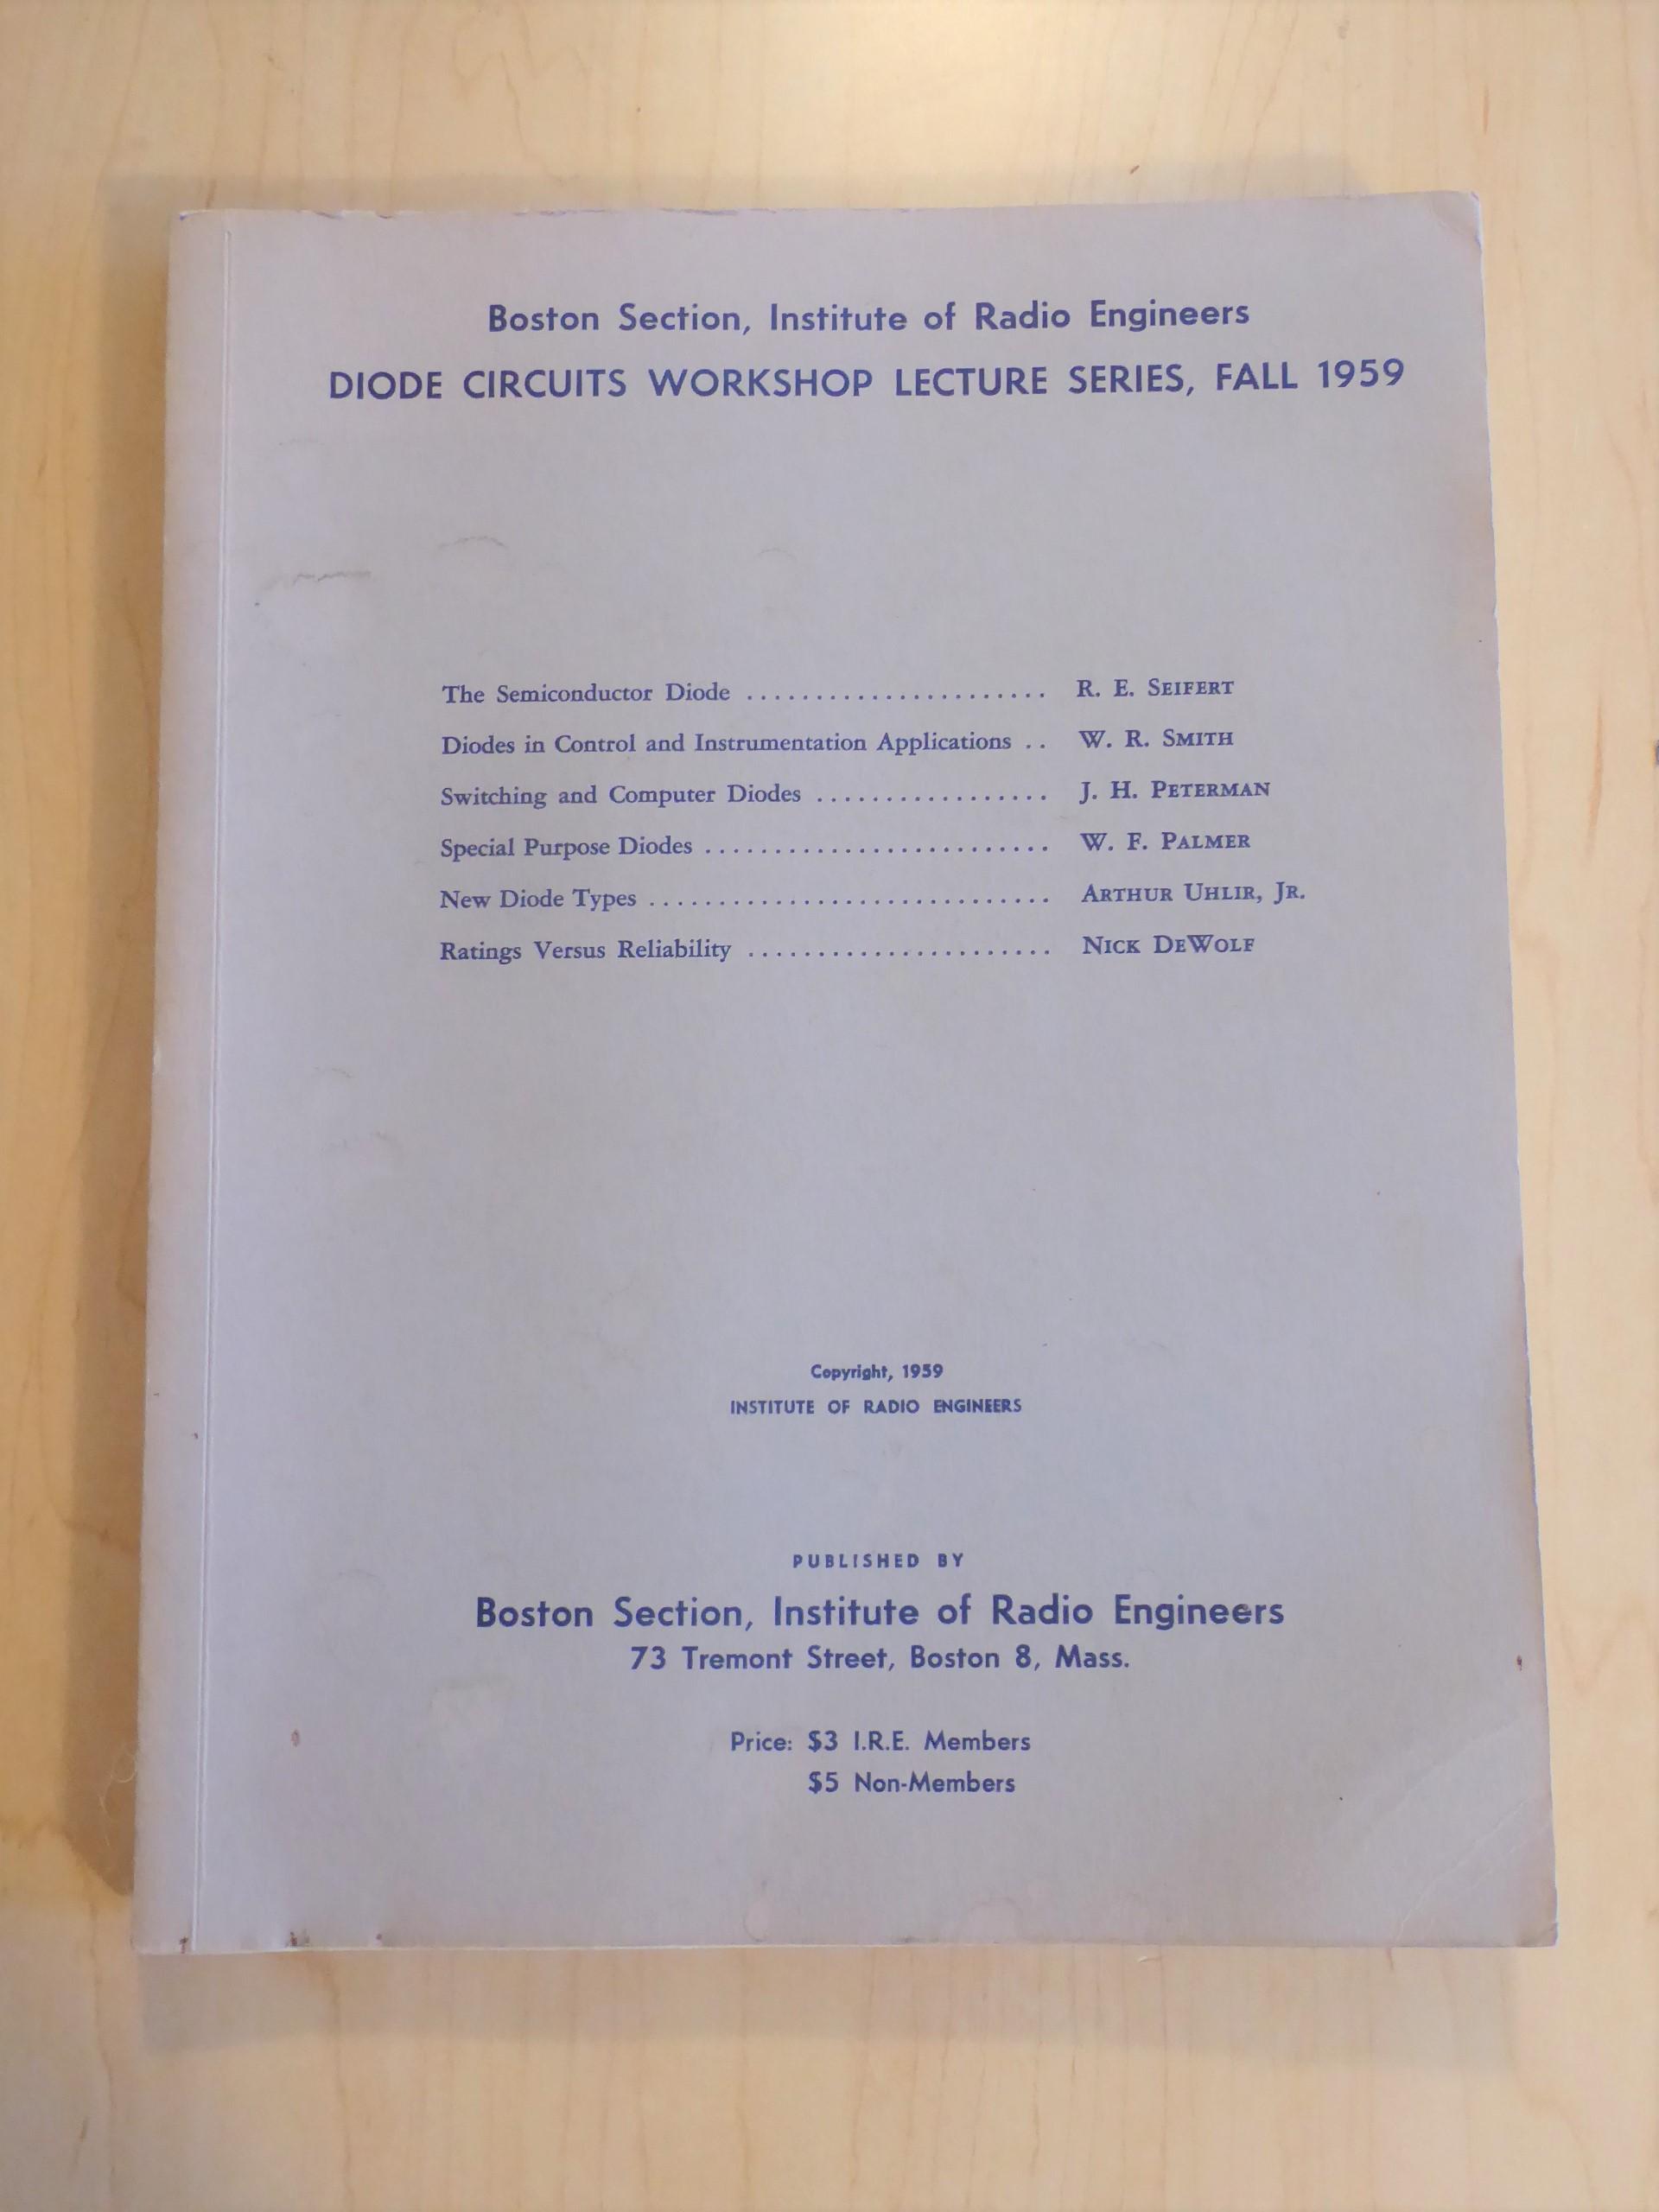 Boston Section, Institute of Radio Engineers
DIODE CIRCUITS WORKSHOP LECTURE SERIES, FALL 1959
The Semiconductor Diode ...................... R. E. SEIFERT
Diodes in Control and Instrumentation Applications .. W. R. SMITH
Switching and Computer Diodes ................. J. H. PETERMAN
Special Purpose Diodes ......................... W. F. PALMER
New Diode Types ............................. ARTHUR UHLIR, JR.
Ratings Versus Reliability ...................... NICK DEWOLF
Copyright, 1959
INSTITUTE OF RADIO ENGINEERS
PUBLISHED BY
Boston Section, Institute of Radio Engineers
73 Tremont Street, Boston 8, Mass.
Price: $3 I.R.E. Members
$5 Non-Members